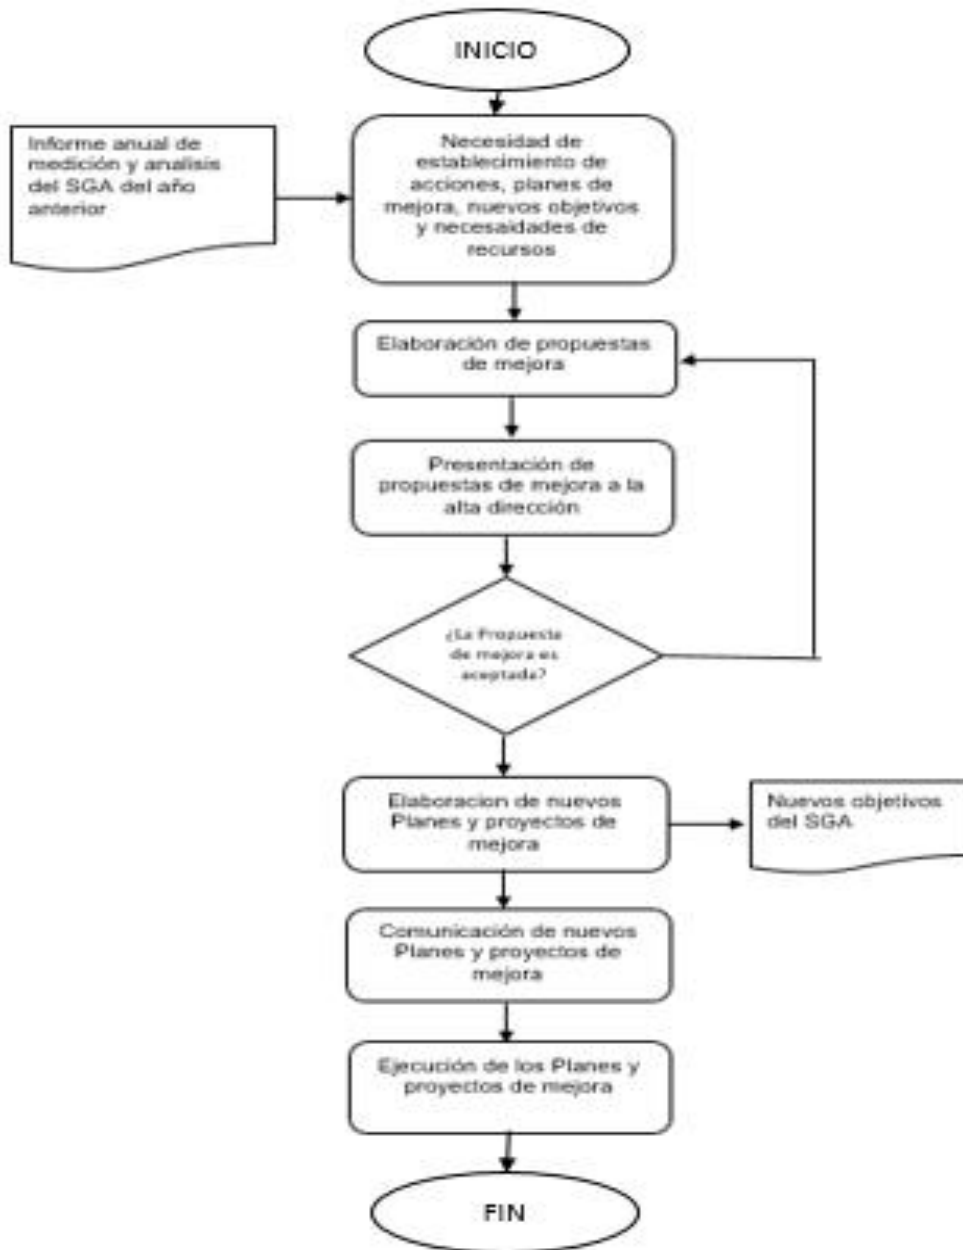 INICIO
Informe anual de
medición y analisis
del SGA del año
anterior
Necesidad de
establecimiento de
acciones, planes de
mejora, nuevos objetivos
y necesaidades de
recursos
Elaboración de propuestas
de mejora
Presentación de
propuestas de mejora a la
alta dirección
¿La Propuesta
de mejora es
aceptada?
Elaboracion de nuevos
Planes y proyectos de
mejora
Nuevos objetivos
del SGA
Comunicación de nuevos
Planes y proyectos de
mejora
Ejecución de los Planes y
proyectos de mejora
FIN